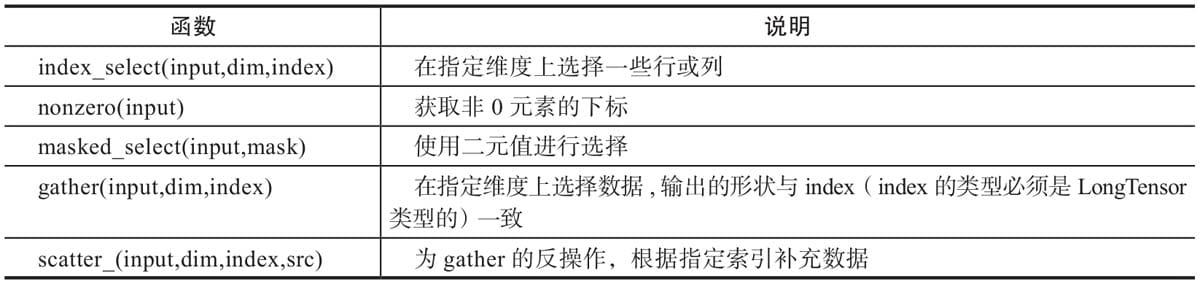 函数 说明
index_select(input,dim,index) 在指定维度上选择一些行或列
nonzero(input) 获取非 0 元素的下标
masked_select(input,mask) 使用二元值进行选择
gather(input,dim,index) 在指定维度上选择数据,输出的形状与 index(index 的类型必须是 LongTensor
类型的)一致
scatter_(input,dim,index,src) 为 gather 的反操作,根据指定索引补充数据